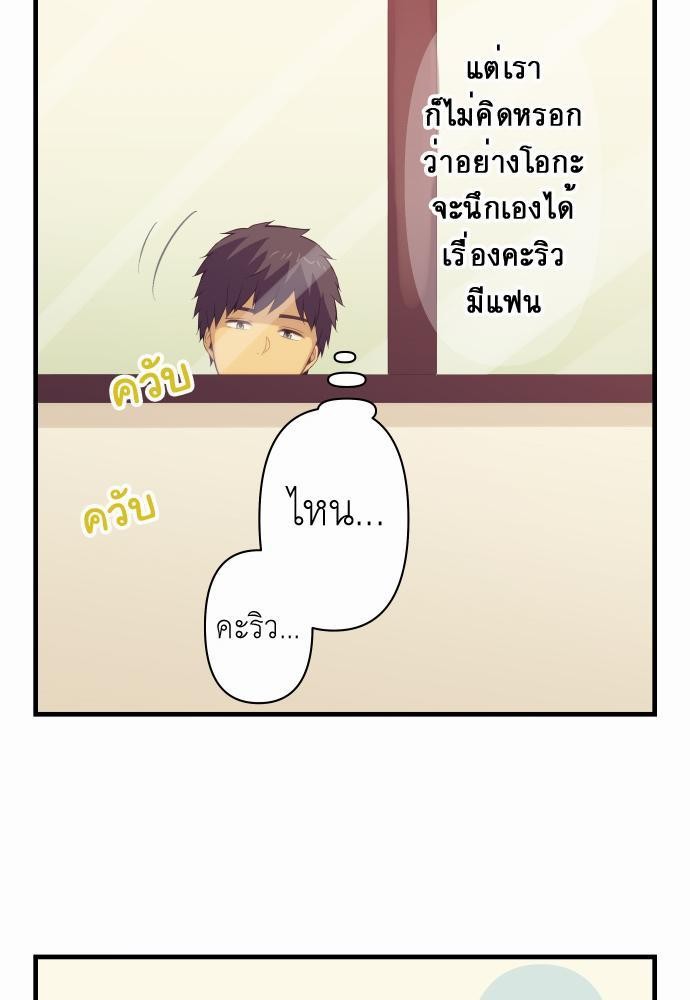 แต่เรา
ก็ไม่คิดหรอก
ว่าอย่างโอกะ
จะนึกเองได้
เรื่องคะริว
มีแฟน
ควับ
ควับ
ไหน...
คะริว...